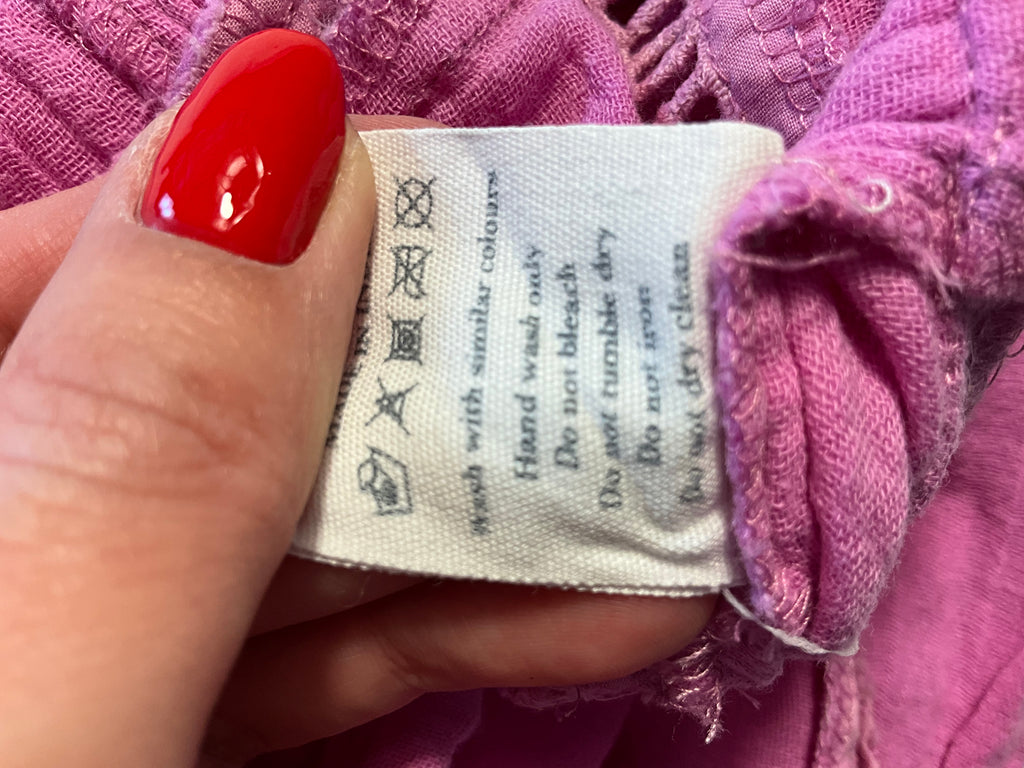 Wash with similar colours
Hand wash only
Do not bleach
Do not tumble dry
Do not iron
Do not dry clean